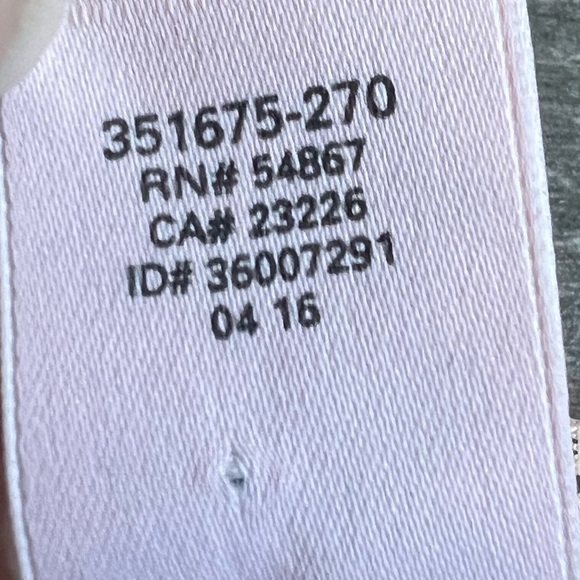 351675-270
RN# 54867
CA# 23226
ID# 36007291
04 16